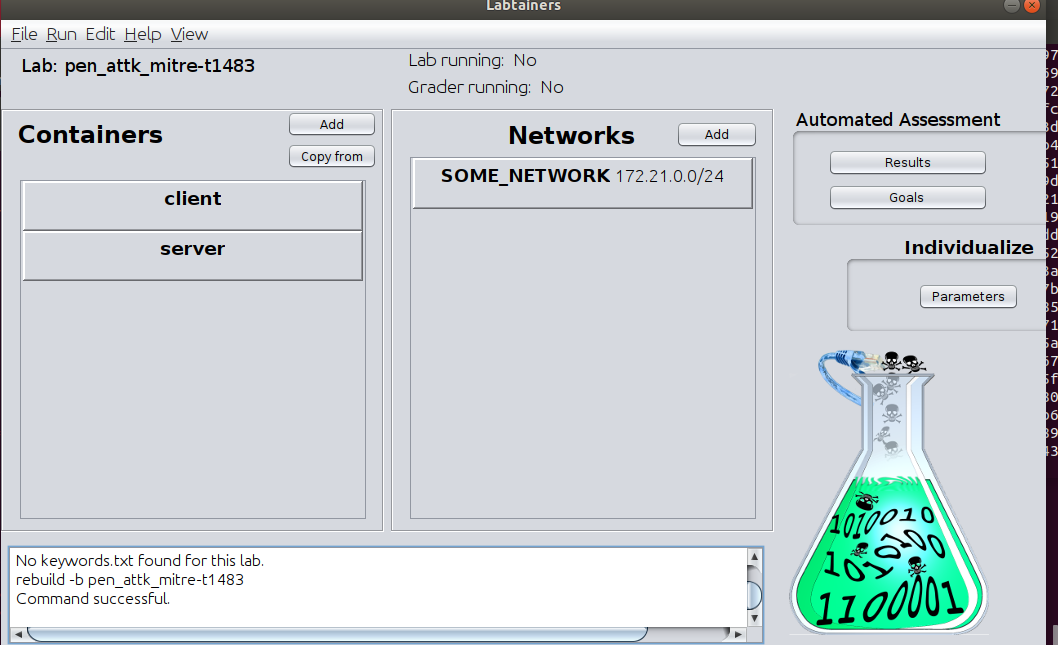 Labtainers
File Run Edit Help View
Lab: pen_attk_mitre-t1483
Lab running: No
Grader running: No
Containers
Add
Copy from
client
server
Networks
Add
SOME_NETWORK 172.21.0.0/24
Automated Assessment
Results
Goals
Individualize
Parameters
No keywords.txt found for this lab.
rebuild -b pen_attk_mitre-t1483
Command successful.
1010010
1010100
1100001